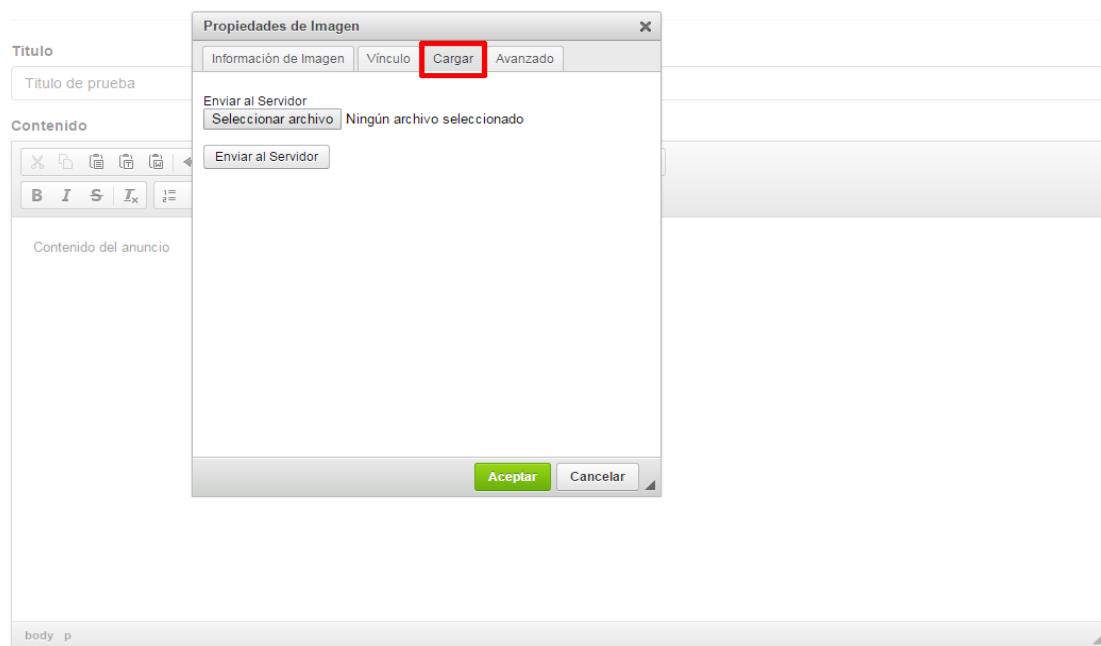 Propiedades de Imagen
Titulo
Información de Imagen Vínculo Cargar Avanzado
Titulo de prueba
Enviar al Servidor
Seleccionar archivo Ningún archivo seleccionado
Contenido
Enviar al Servidor
B I S Ix
Contenido del anuncio
Aceptar Cancelar
body p